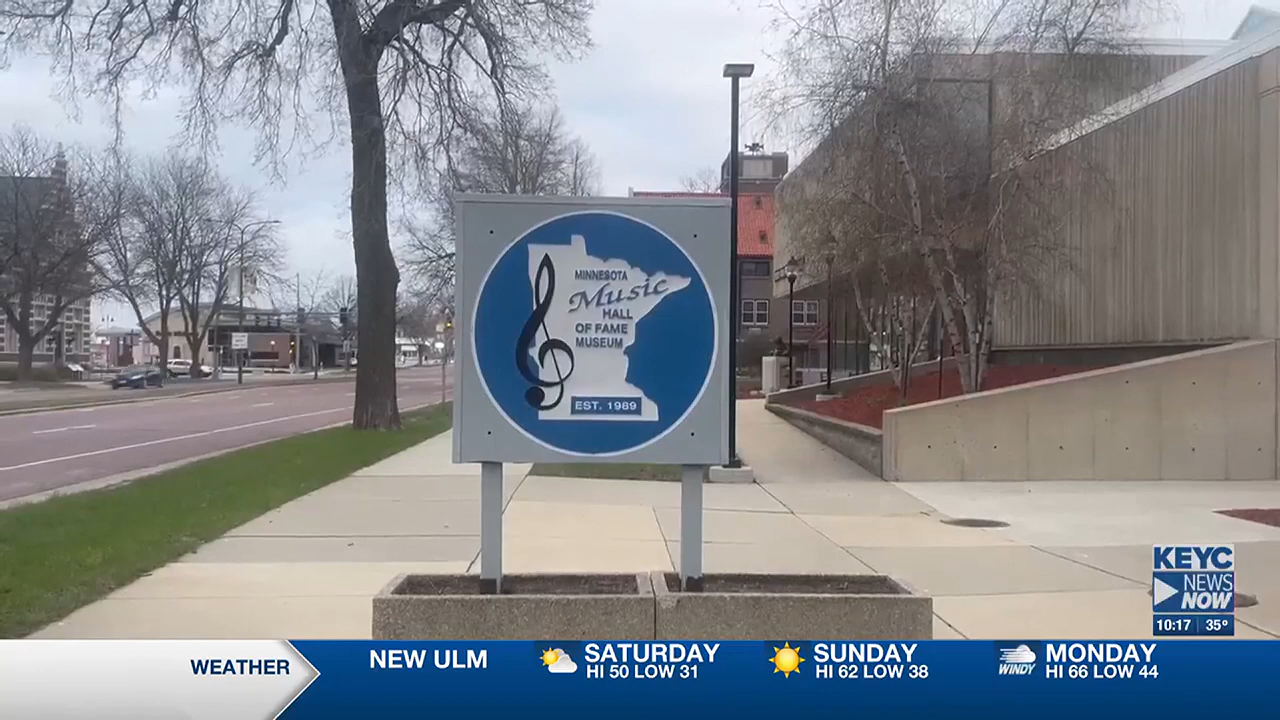 MINNESOTA
Music
HALL
OF FAME
MUSEUM
EST. 1989
KEYC
NEWS
NOW
10:17 35°
WEATHER
NEW ULM
SATURDAY
HI 50 LOW 31
SUNDAY
HI 62 LOW 38
WINDY
MONDAY
HI 66 LOW 44